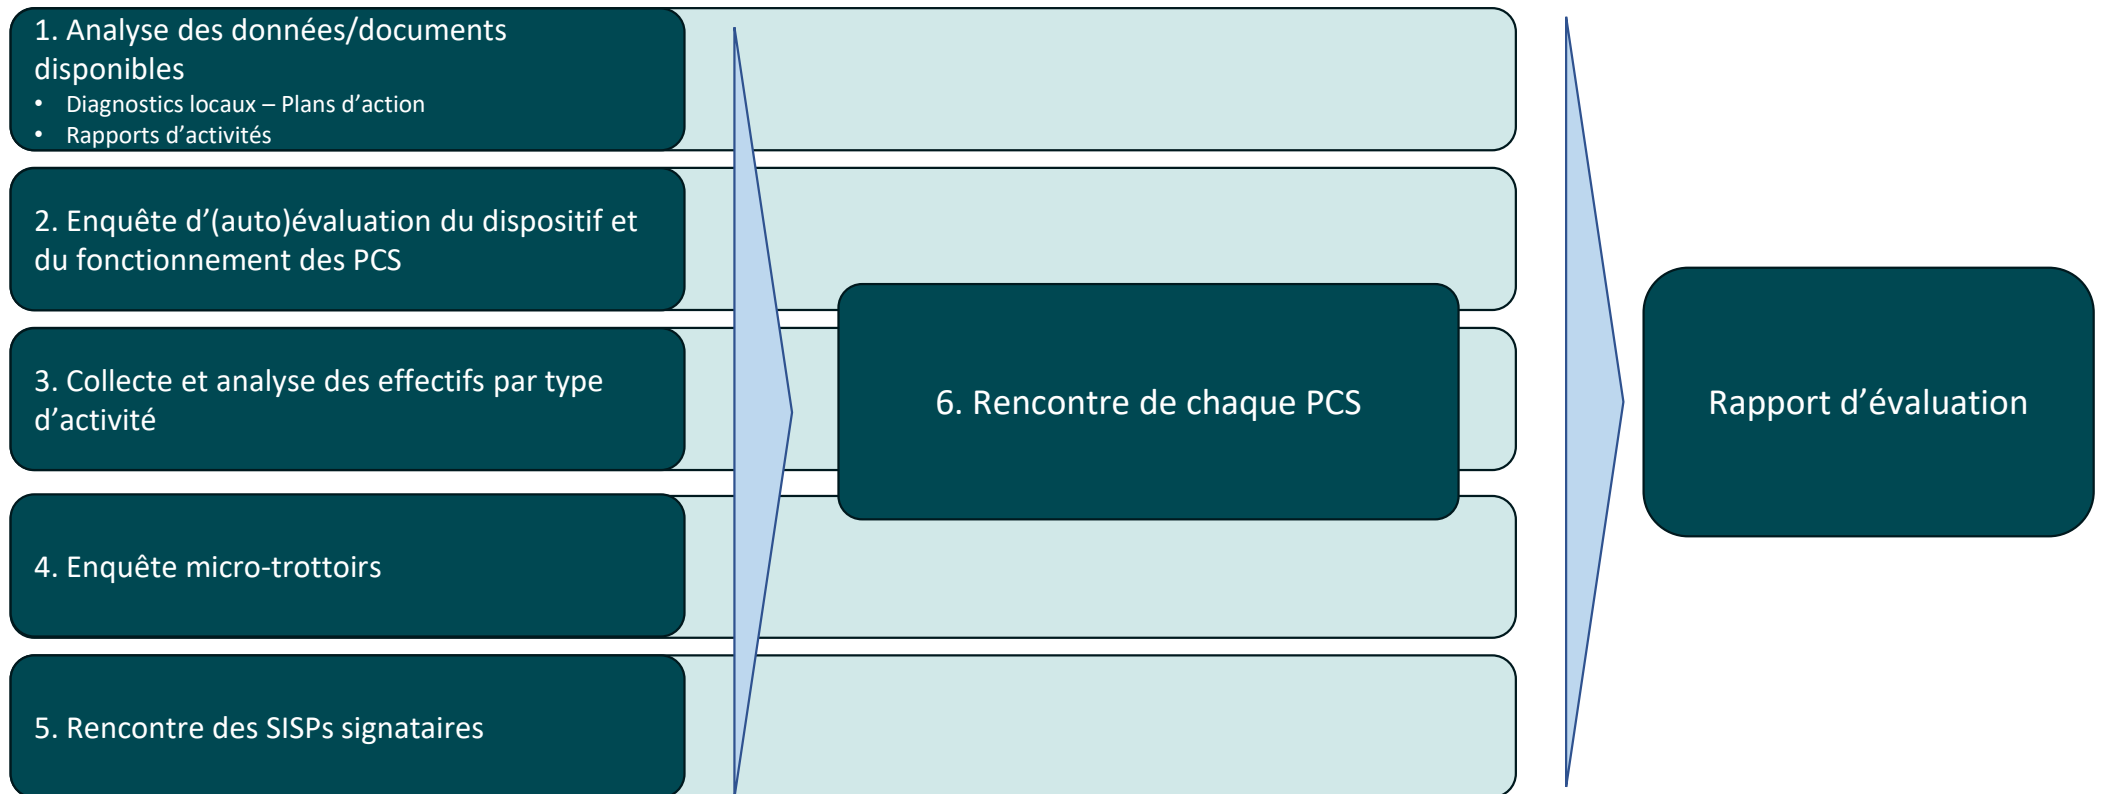 1. Analyse des données/documents
disponibles
• Diagnostics locaux – Plans d’action
• Rapports d’activités
2. Enquête d’(auto)évaluation du dispositif et
du fonctionnement des PCS
3. Collecte et analyse des effectifs par type
d’activité
4. Enquête micro-trottoirs
5. Rencontre des SISPs signataires
6. Rencontre de chaque PCS
Rapport d’évaluation